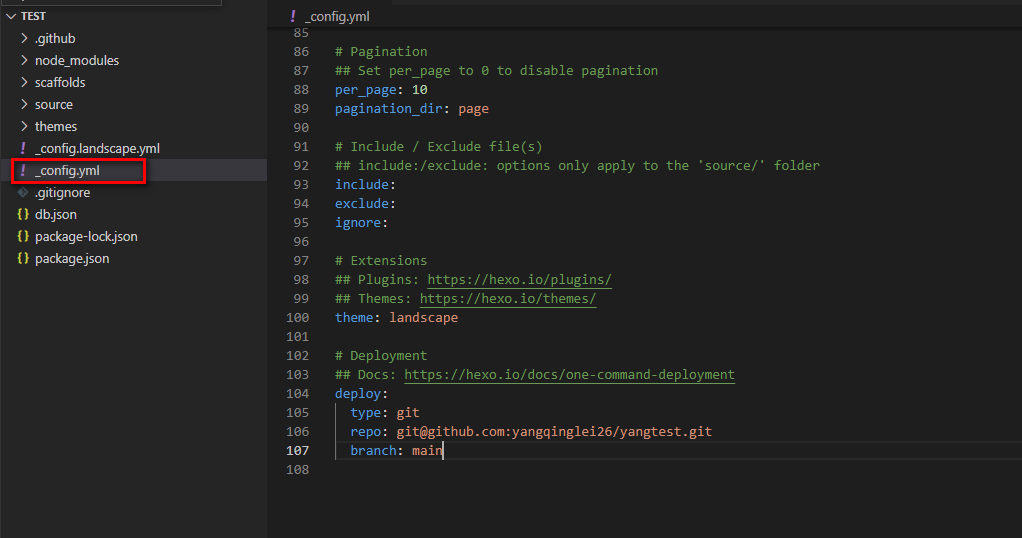 TEST
.github
node_modules
scaffolds
source
themes
! _config.landscape.yml
! _config.yml
.gitignore
{} db.json
{} package-lock.json
{} package.json
! _config.yml
85
86 # Pagination
87 ## Set per_page to 0 to disable pagination
88 per_page: 10
89 pagination_dir: page
90
91 # Include / Exclude file(s)
92 ## include:/exclude: options only apply to the 'source/' folder
93 include:
94 exclude:
95 ignore:
96
97 # Extensions
98 ## Plugins: https://hexo.io/plugins/
99 ## Themes: https://hexo.io/themes/
100 theme: landscape
101
102 # Deployment
103 ## Docs: https://hexo.io/docs/one-command-deployment
104 deploy:
105   type: git
106   repo: git@github.com:yangqinglei26/yangtest.git
107   branch: main
108